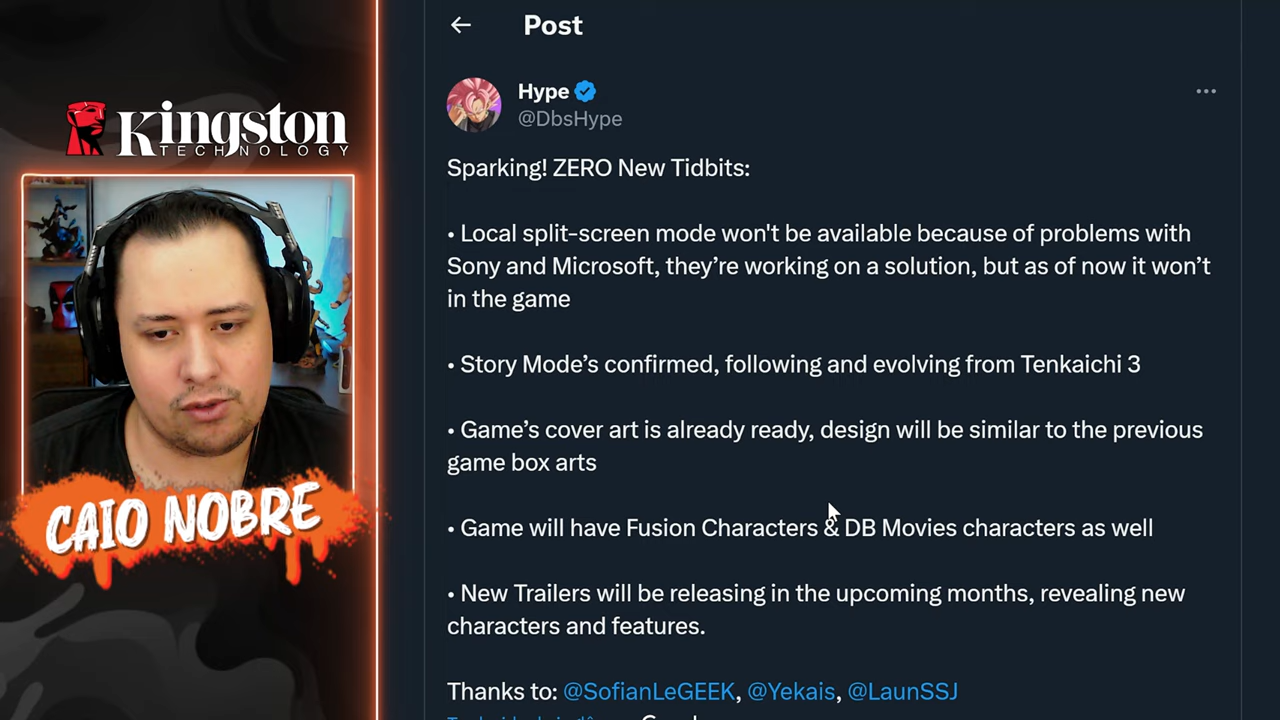 Post
Hype
@DbsHype
Sparking! ZERO New Tidbits:
• Local split-screen mode won't be available because of problems with
Sony and Microsoft, they’re working on a solution, but as of now it won’t
in the game
• Story Mode’s confirmed, following and evolving from Tenkaichi 3
• Game’s cover art is already ready, design will be similar to the previous
game box arts
• Game will have Fusion Characters & DB Movies characters as well
• New Trailers will be releasing in the upcoming months, revealing new
characters and features.
Thanks to: @SofianLeGEEK, @Yekais, @LaunSSJ
Kingston
TECHNOLOGY
CAIO NOBRE